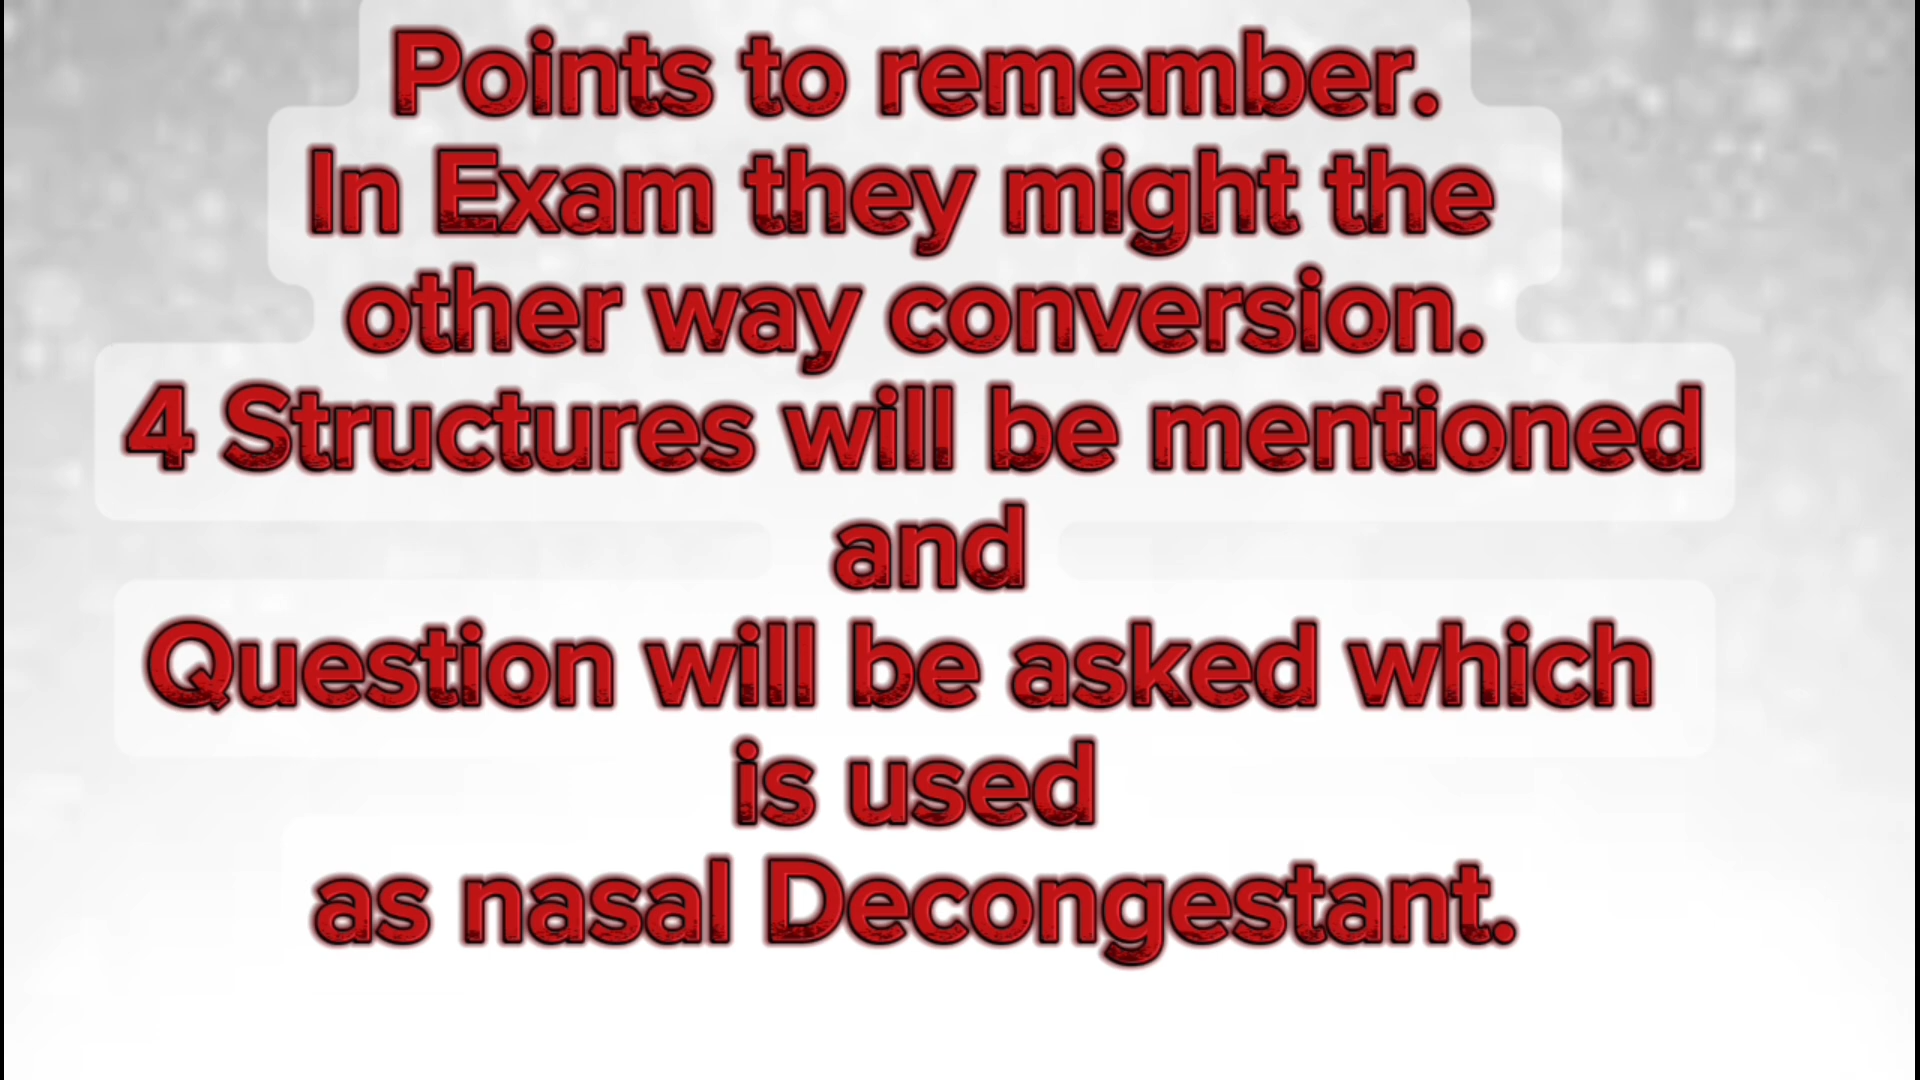 Points to remember.
In Exam they might the
other way conversion.
4 Structures will be mentioned
and
Question will be asked which
is used
as nasal Decongestant.